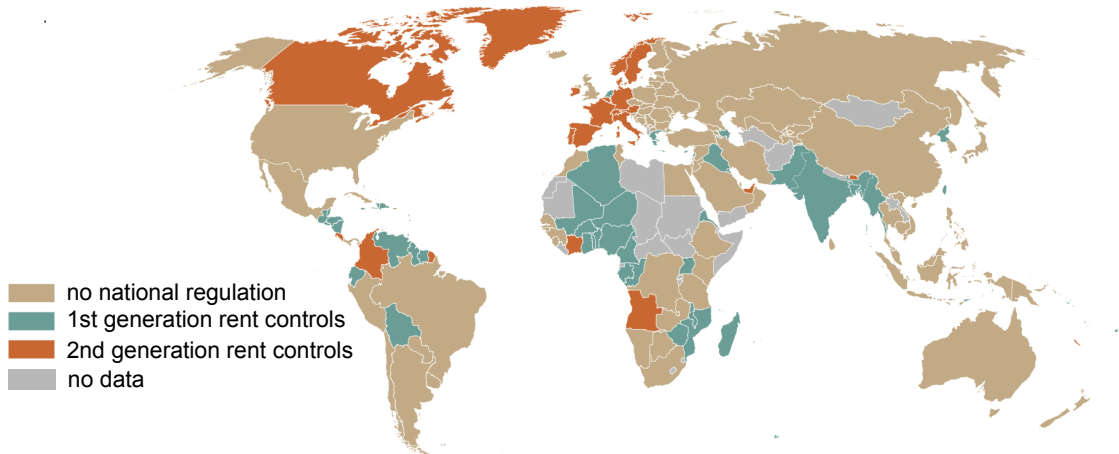 no national regulation
1st generation rent controls
2nd generation rent controls
no data